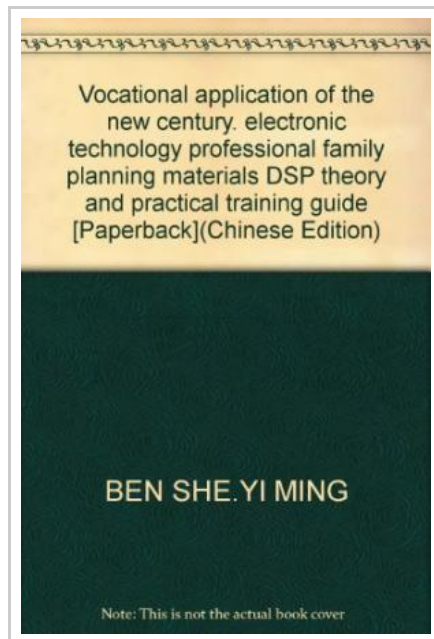 Vocational application of the
new century. electronic
technology professional family
planning materials DSP theory
and practical training guide
[Paperback](Chinese Edition)
BEN SHE.YI MING
Note: This is not the actual book cover